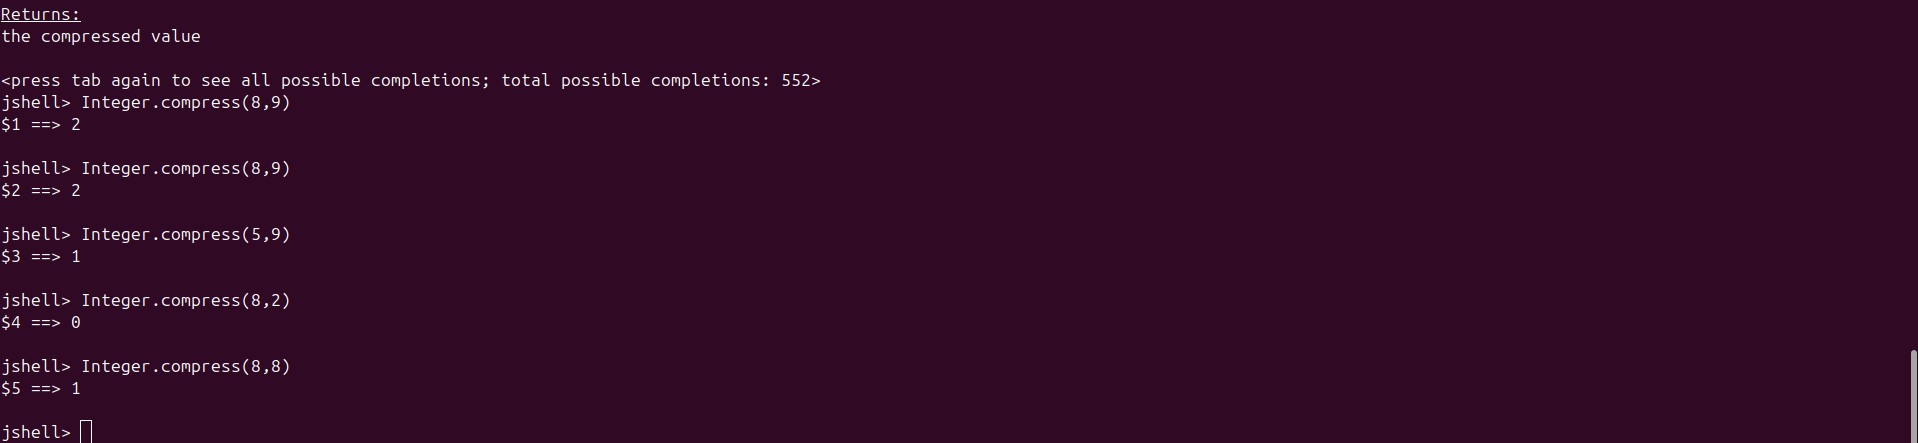 Returns:
the compressed value
<press tab again to see all possible completions; total possible completions: 552>
jshell> Integer.compress(8,9)
$1 ==> 2
jshell> Integer.compress(8,9)
$2 ==> 2
jshell> Integer.compress(5,9)
$3 ==> 1
jshell> Integer.compress(8,2)
$4 ==> 0
jshell> Integer.compress(8,8)
$5 ==> 1
jshell>